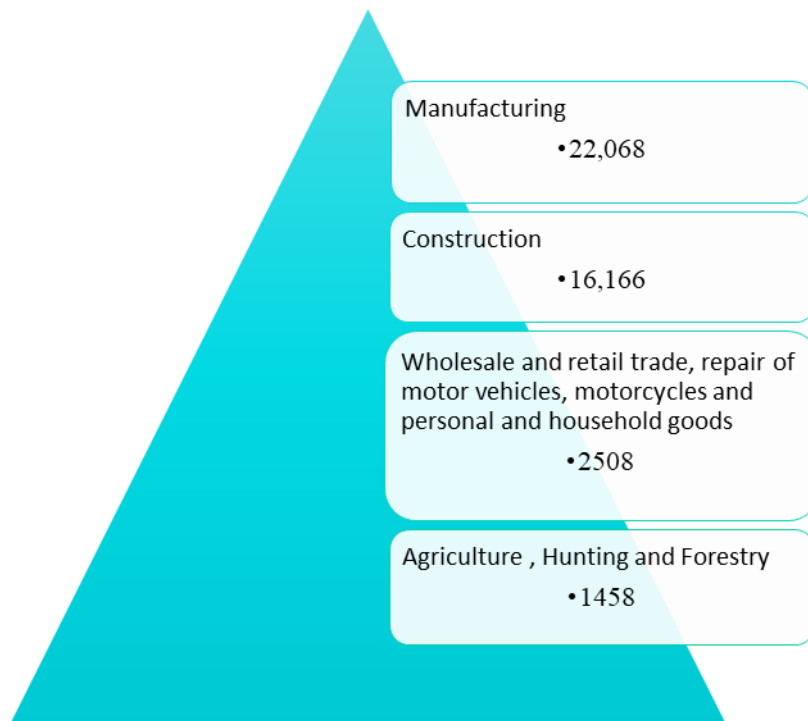 Manufacturing
•22,068
Construction
•16,166
Wholesale and retail trade, repair of
motor vehicles, motorcycles and
personal and household goods
•2508
Agriculture , Hunting and Forestry
•1458